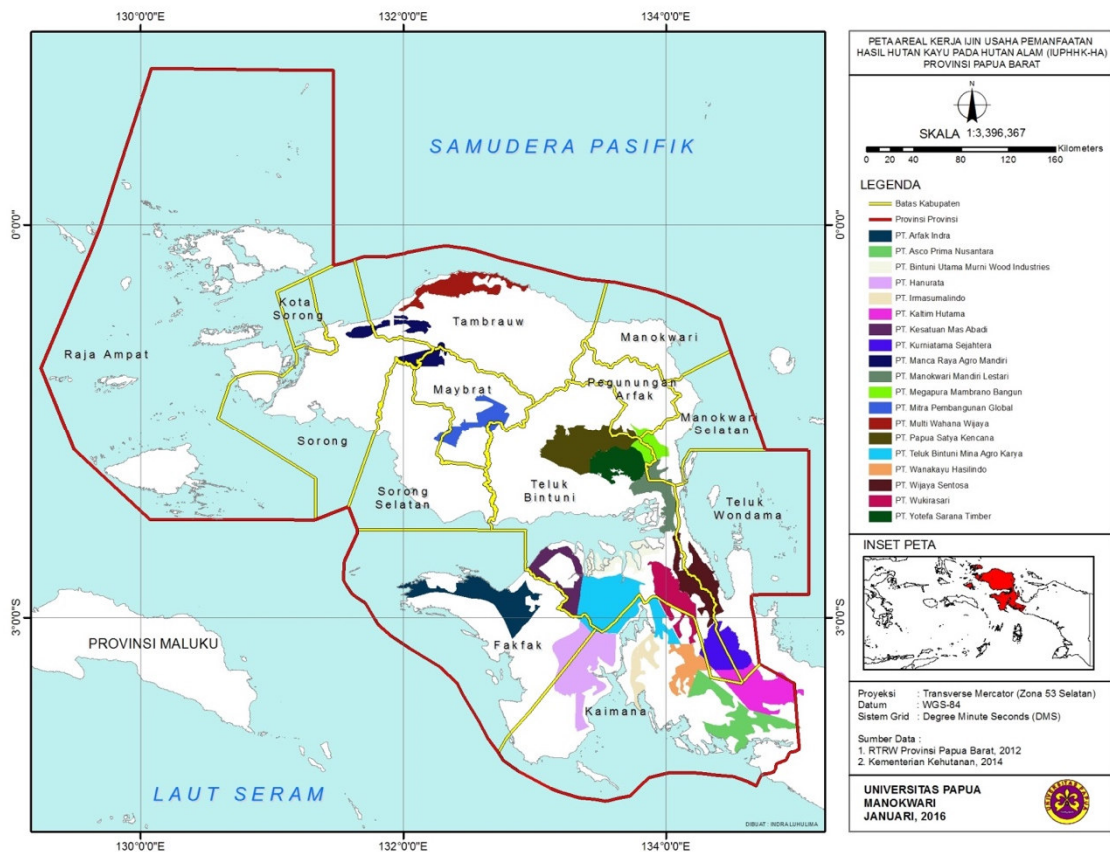 130°0'0"E
132°0'0"E
134°0'0"E
0°0'0"
3°0'0"S
SAMUDERA PASIFIK
Raja Ampat
Kota
Sorong
Tambrauw
Manokwari
Maybrat
Pegunungan
Arfak
Manokwari
Selatan
Sorong
Sorong
Selatan
Teluk
Bintuni
Teluk
Wondama
Fakfak
Kaimana
PROVINSI MALUKU
LAUT SERAM
DIBUAT : INDRA LUHULIMA
0°0'0"
3°0'0"S
130°0'0"E
132°0'0"E
134°0'0"E
PETA AREAL KERJA IJIN USAHA PEMANFAATAN
HASIL HUTAN KAYU PADA HUTAN ALAM (IUPHHK-HA)
PROVINSI PAPUA BARAT
N
SKALA 1:3,396,367
Kilometers
0 20 40 80 120 160
LEGENDA
Batas Kabupaten
Provinsi Provinsi
PT. Arfak Indra
PT. Asco Prima Nusantara
PT. Bintuni Utama Murni Wood Industries
PT. Hanurata
PT. Irmasumalindo
PT. Kaltim Hutama
PT. Kesatuan Mas Abadi
PT. Kurniatama Sejahtera
PT. Manca Raya Agro Mandiri
PT. Manokwari Mandiri Lestari
PT. Megapura Mambrano Bangun
PT. Mitra Pembangunan Global
PT. Multi Wahana Wijaya
PT. Papua Satya Kencana
PT. Teluk Bintuni Mina Agro Karya
PT. Wanakayu Hasilindo
PT. Wijaya Sentosa
PT. Wukirasari
PT. Yotefa Sarana Timber
INSET PETA
Proyeksi : Transverse Mercator (Zona 53 Selatan)
Datum : WGS-84
Sistem Grid : Degree Minute Seconds (DMS)
Sumber Data :
1. RTRW Provinsi Papua Barat, 2012
2. Kementerian Kehutanan, 2014
UNIVERSITAS PAPUA
MANOKWARI
JANUARI, 2016